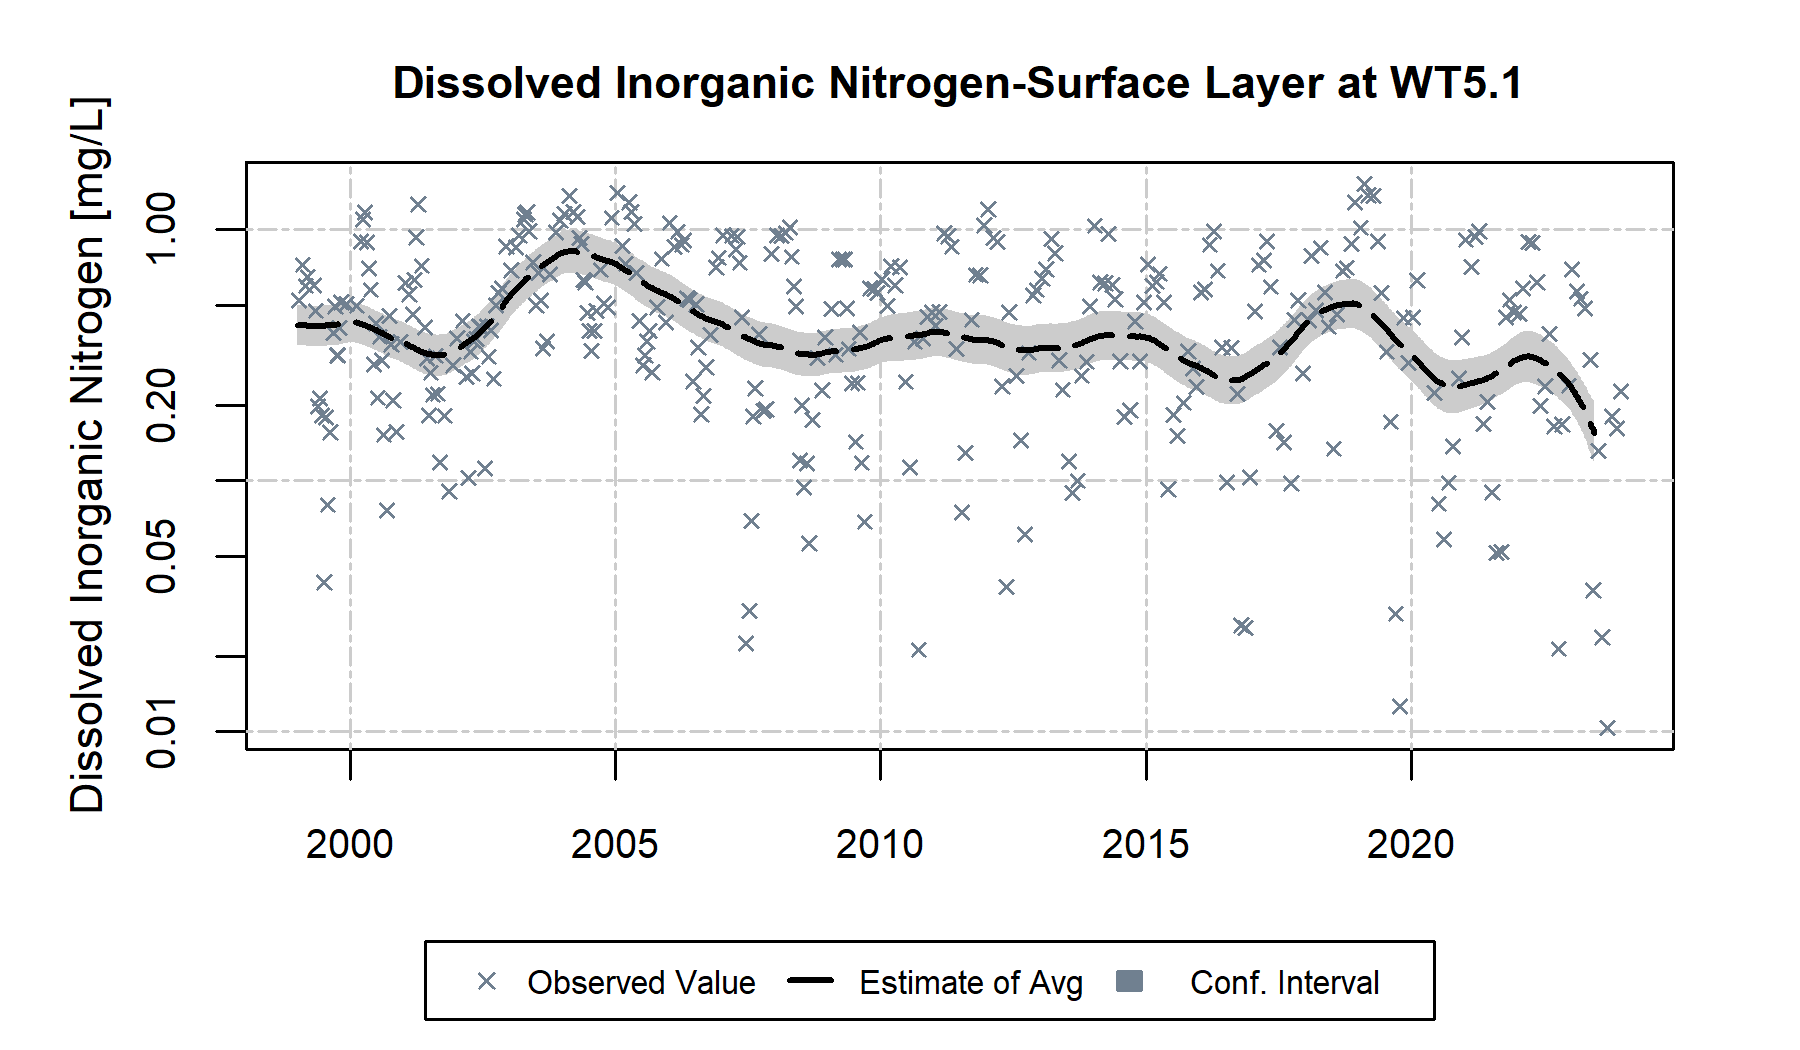 Dissolved Inorganic Nitrogen-Surface Layer at WT5.1
Dissolved Inorganic Nitrogen [mg/L]
1.00
0.20
0.05
0.01
2000 2005 2010 2015 2020
Observed Value Estimate of Avg Conf. Interval